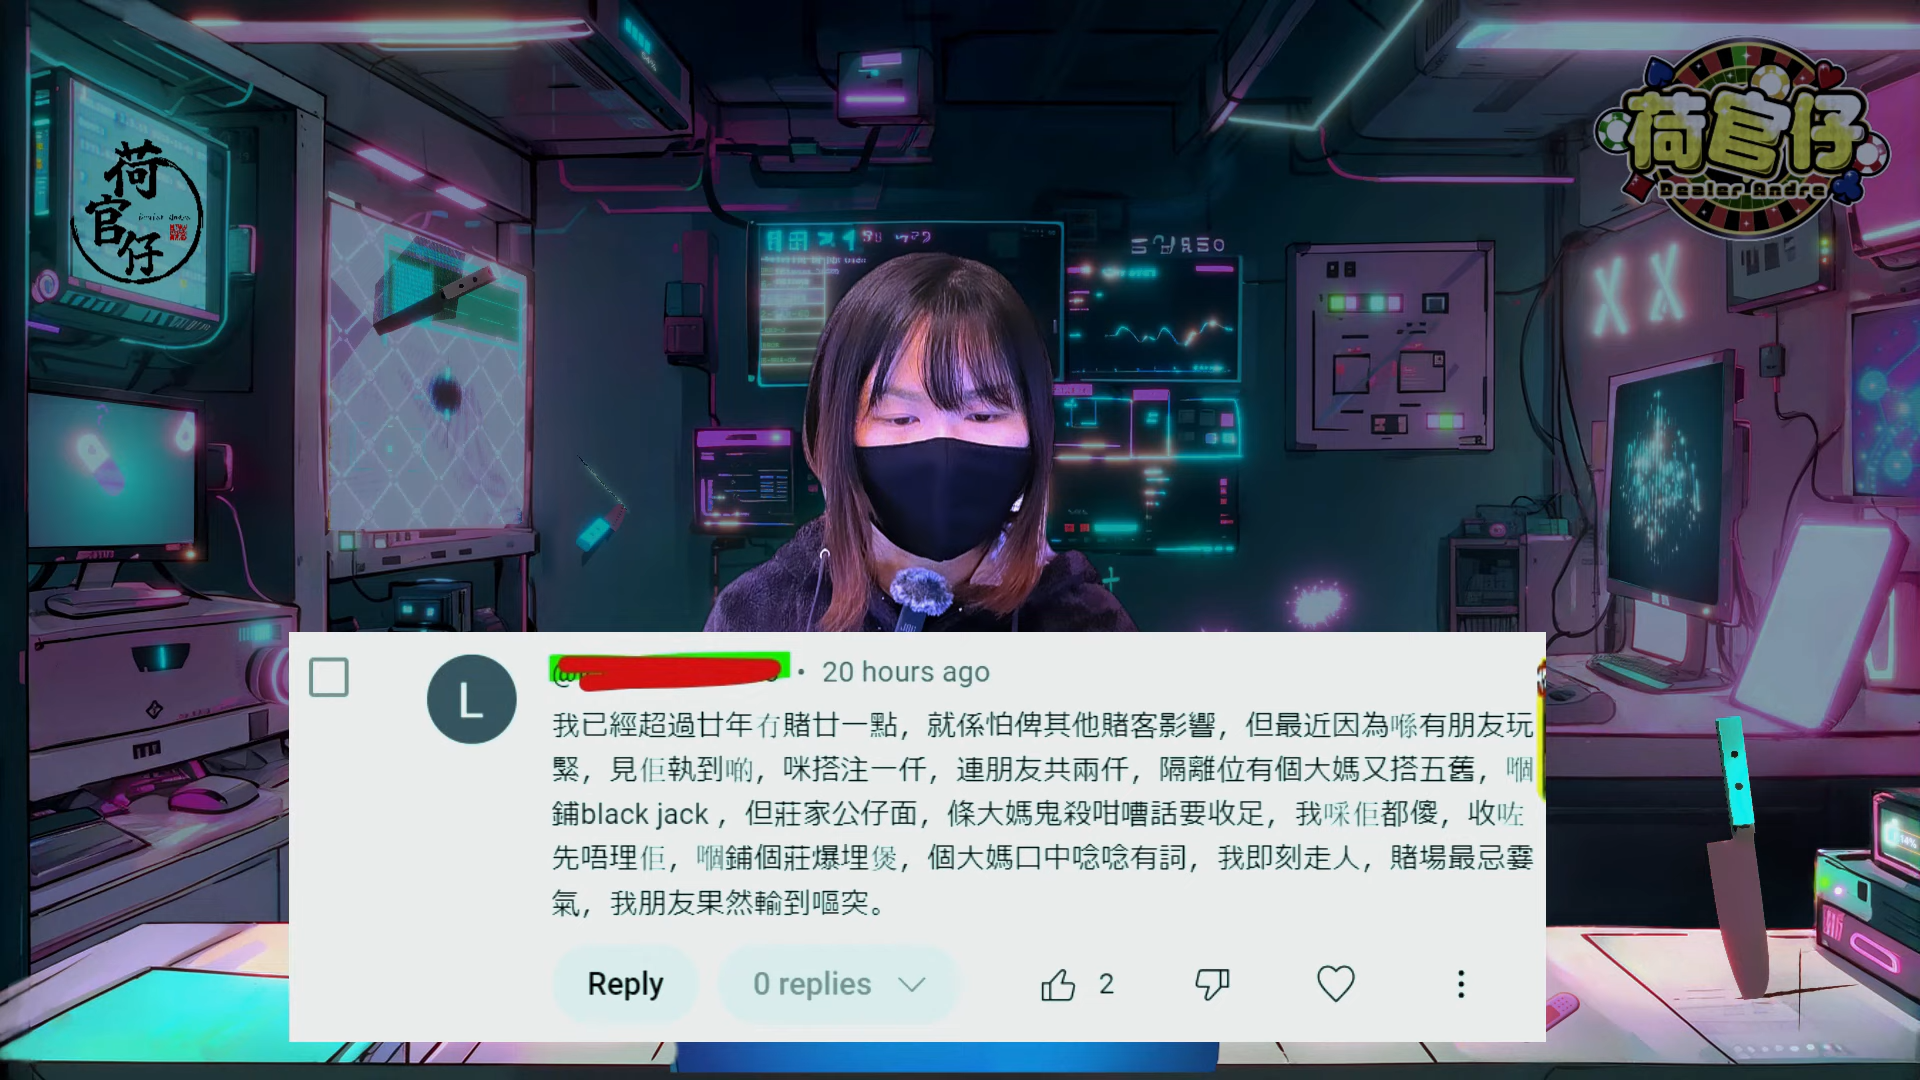 荷官仔
荷官仔
Dealer Andre
XX
L
@
• 20 hours ago
我已經超過廿年冇賭廿一點，就係怕俾其他賭客影響，但最近因為喺有朋友玩
緊，見佢執到啲，咪搭注一仟，連朋友共兩仟，隔離位有個大媽又搭五舊，嗰
鋪black jack，但莊家公仔面，條大媽鬼殺咁嘈話要收足，我啋佢都傻，收咗
先唔理佢，嗰鋪個莊爆埋煲，個大媽口中唸唸有詞，我即刻走人，賭場最忌霎
氣，我朋友果然輸到嘔突。
Reply
0 replies
2